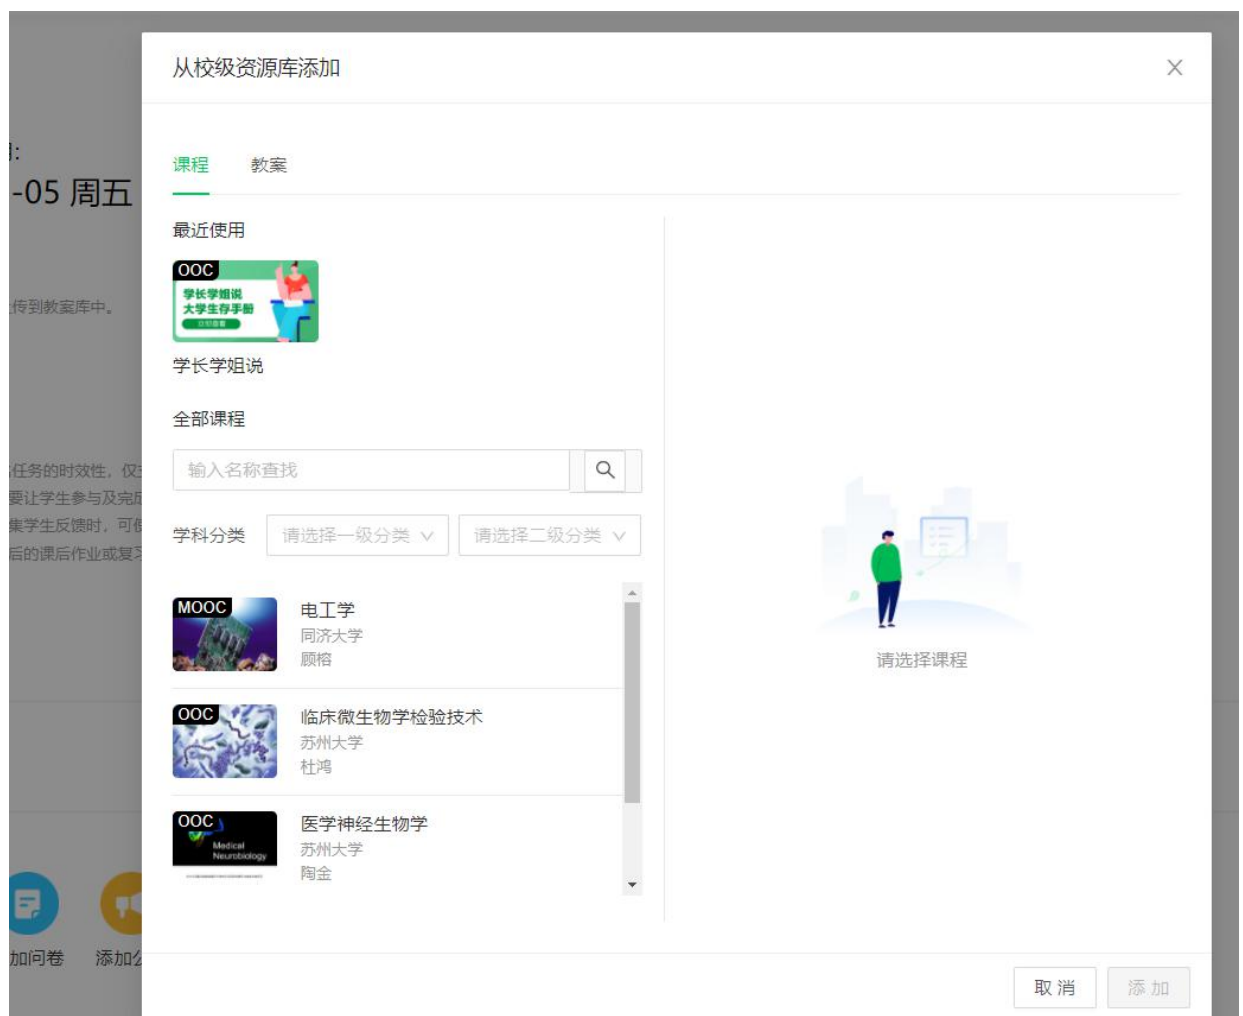 从校级资源库添加
-05 周五
课程 教案
最近使用
OOC
学长学姐说
大学生存手册
立即查看
学长学姐说
传到教案库中。
全部课程
输入名称查找
任务的时效性，仅
要让学生参与及完成
集学生反馈时，可使
后的课后作业或复习
学科分类 请选择一级分类 请选择二级分类
MOOC
电工学
同济大学
顾榕
OOC
临床微生物学检验技术
苏州大学
杜鸿
OOC
Medical
Neurobiology
医学神经生物学
苏州大学
陶金
请选择课程
加问卷 添加公
取 消 添 加